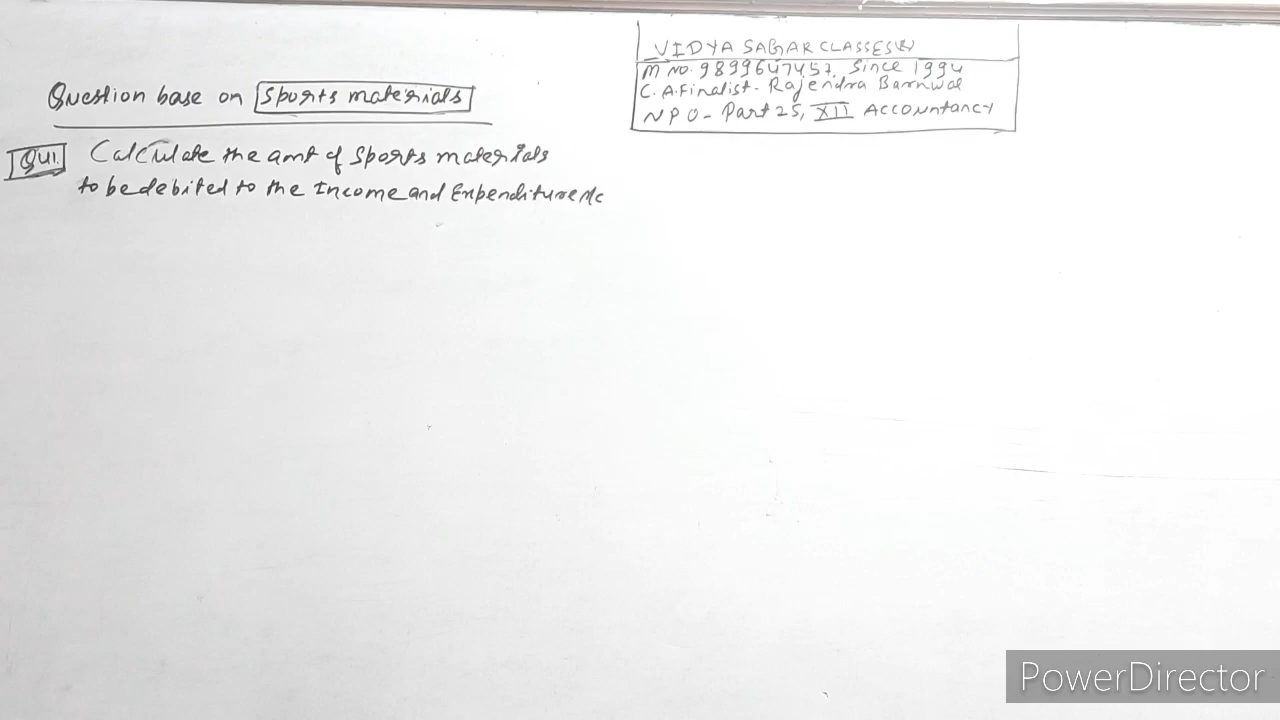 Question base on Sports materials
VIDYA SAGAR CLASSES
M No. 9899647457, Since 1994
C.A. Finalist - Rajendra Barnwal
NPO - Part 25, XII ACCOUNTANCY
Calculate the amt of Sports materials
to be debited to the Income and Expenditure A/c
PowerDirector